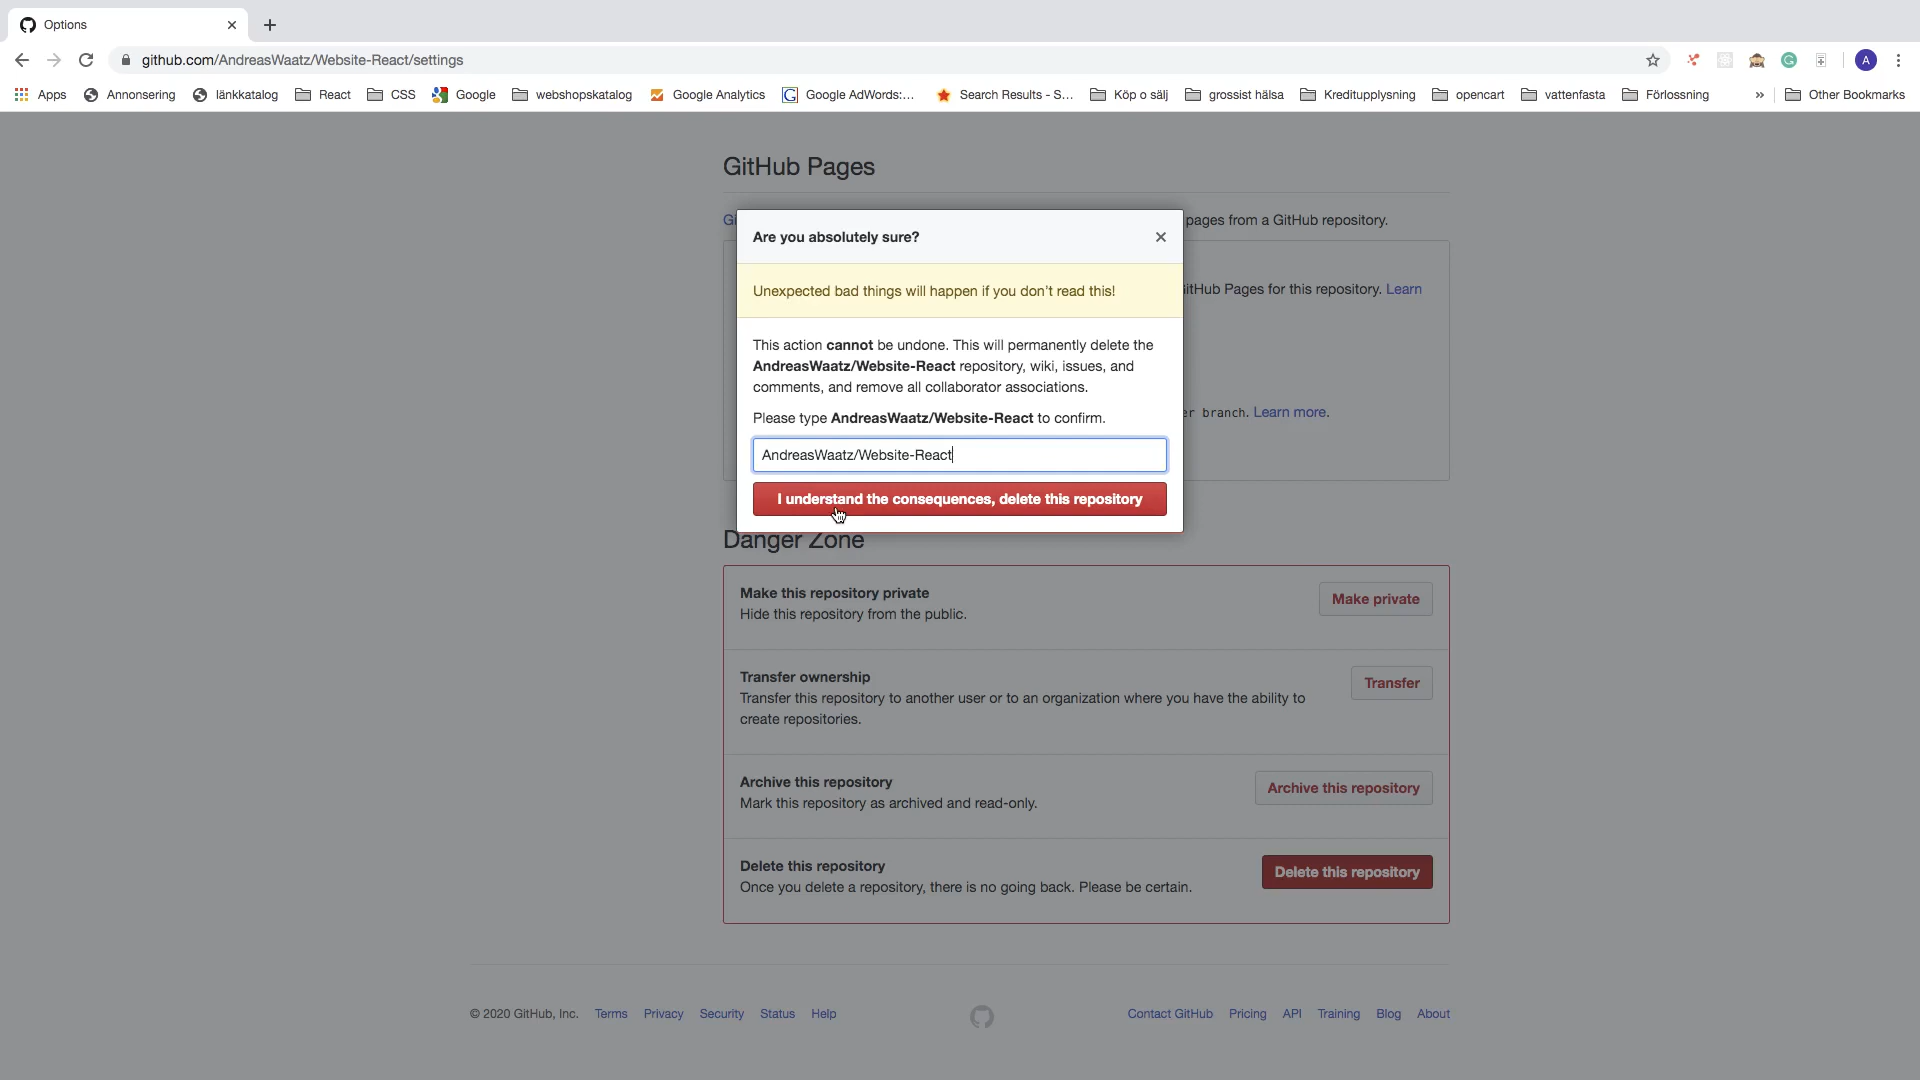 Options
github.com/AndreasWaatz/Website-React/settings
A
Apps Annonsering länkkatalog React CSS Google webshopskatalog Google Analytics Google AdWords:... Search Results - S... Köp o sälj grossist hälsa Kreditupplysning opencart vattenfasta Förlossning » Other Bookmarks
GitHub Pages
pages from a GitHub repository.
Are you absolutely sure?
Unexpected bad things will happen if you don't read this!
GitHub Pages for this repository. Learn
This action cannot be undone. This will permanently delete the
AndreasWaatz/Website-React repository, wiki, issues, and
comments, and remove all collaborator associations.
Please type AndreasWaatz/Website-React to confirm.
branch. Learn more.
AndreasWaatz/Website-React
I understand the consequences, delete this repository
Danger Zone
Make this repository private
Hide this repository from the public.
Make private
Transfer ownership
Transfer this repository to another user or to an organization where you have the ability to
create repositories.
Transfer
Archive this repository
Mark this repository as archived and read-only.
Archive this repository
Delete this repository
Once you delete a repository, there is no going back. Please be certain.
Delete this repository
© 2020 GitHub, Inc. Terms Privacy Security Status Help Contact GitHub Pricing API Training Blog About